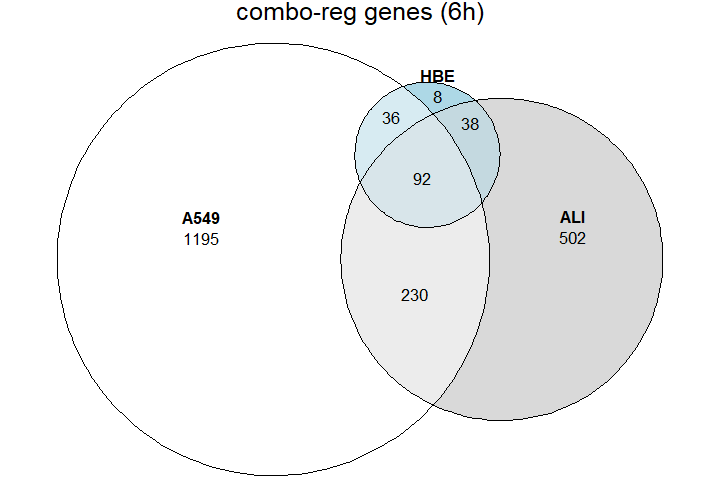 combo-reg genes (6h)
HBE
8
36
38
92
A549
1195
ALI
502
230